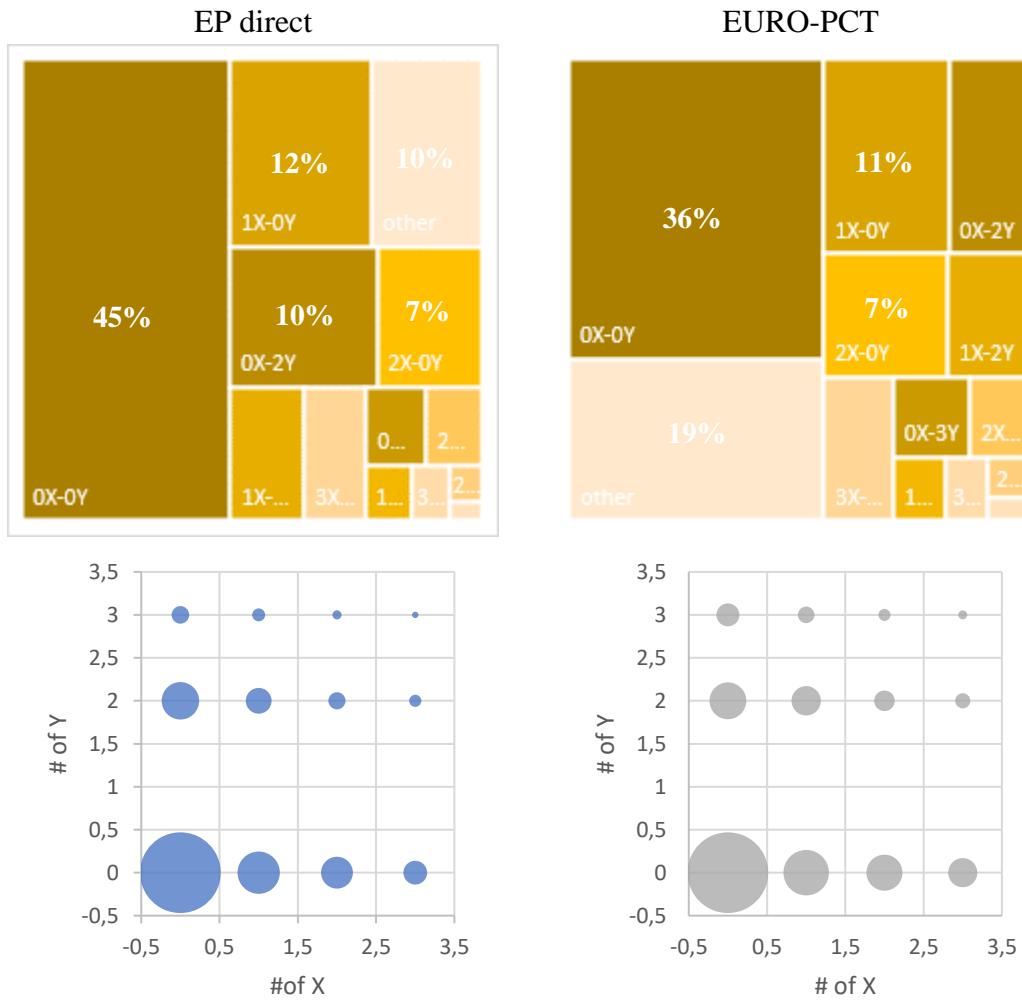 EP direct
EURO-PCT
45%
0X-0Y
12%
1X-0Y
10%
other
10%
0X-2Y
7%
2X-0Y
1X-...
3X...
0...
2...
1...
3...
2...
36%
0X-0Y
11%
1X-0Y
0X-2Y
7%
2X-0Y
1X-2Y
19%
other
3X-...
0X-3Y
2X...
1...
3...
2...
3,5
3
2,5
2
1,5
1
0,5
0
-0,5
# of Y
-0,5 0,5 1,5 2,5 3,5
#of X
3,5
3
2,5
2
1,5
1
0,5
0
-0,5
# of Y
-0,5 0,5 1,5 2,5 3,5
# of X